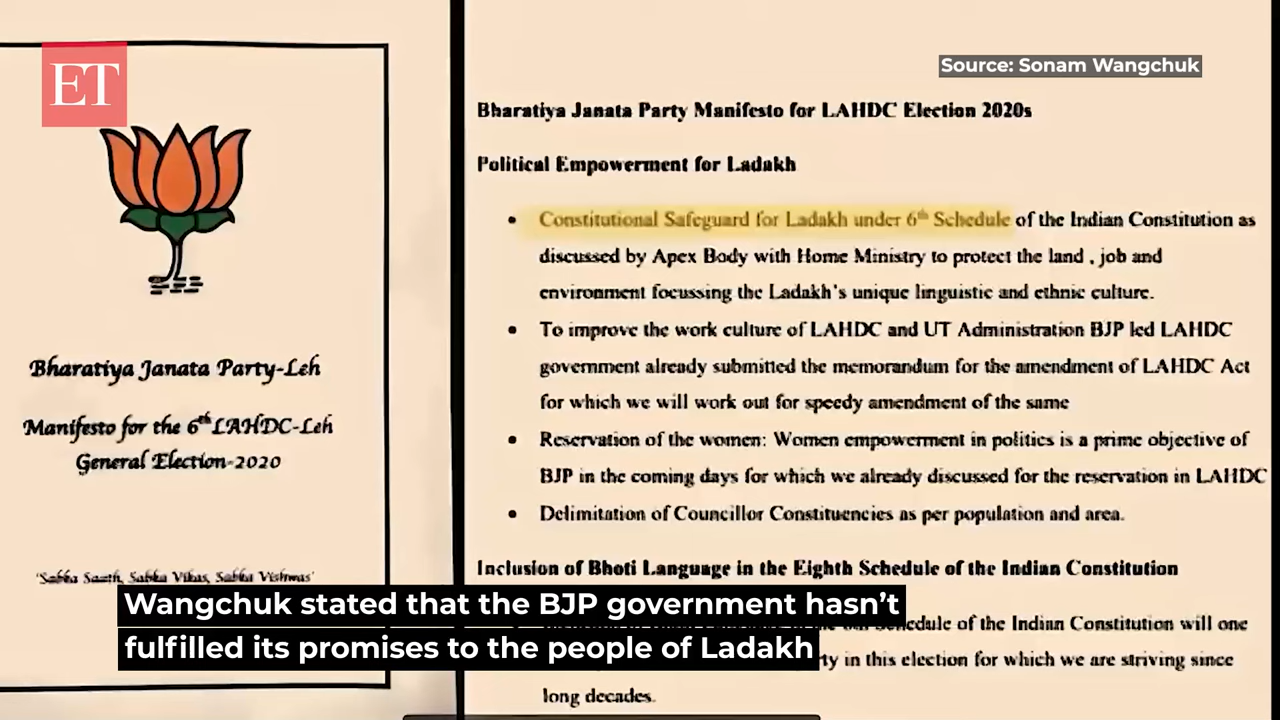 ET
Source: Sonam Wangchuk
Bharatiya Janata Party-Leh
Manifesto for the 6th LAHDC-Leh
General Election-2020
'Sabka Saath, Sabka Vikas, Sabka Vishwas'
Bharatiya Janata Party Manifesto for LAHDC Election 2020s
Political Empowerment for Ladakh
• Constitutional Safeguard for Ladakh under 6th Schedule of the Indian Constitution as
discussed by Apex Body with Home Ministry to protect the land , job and
environment focussing the Ladakh's unique linguistic and ethnic culture.
• To improve the work culture of LAHDC and UT Administration BJP led LAHDC
government already submitted the memorandum for the amendment of LAHDC Act
for which we will work out for speedy amendment of the same
• Reservation of the women: Women empowerment in politics is a prime objective of
BJP in the coming days for which we already discussed for the reservation in LAHDC
• Delimitation of Councillor Constituencies as per population and area.
Inclusion of Bhoti Language in the Eighth Schedule of the Indian Constitution
of the Indian Constitution will one
in this election for which we are striving since
long decades.
Wangchuk stated that the BJP government hasn't
fulfilled its promises to the people of Ladakh